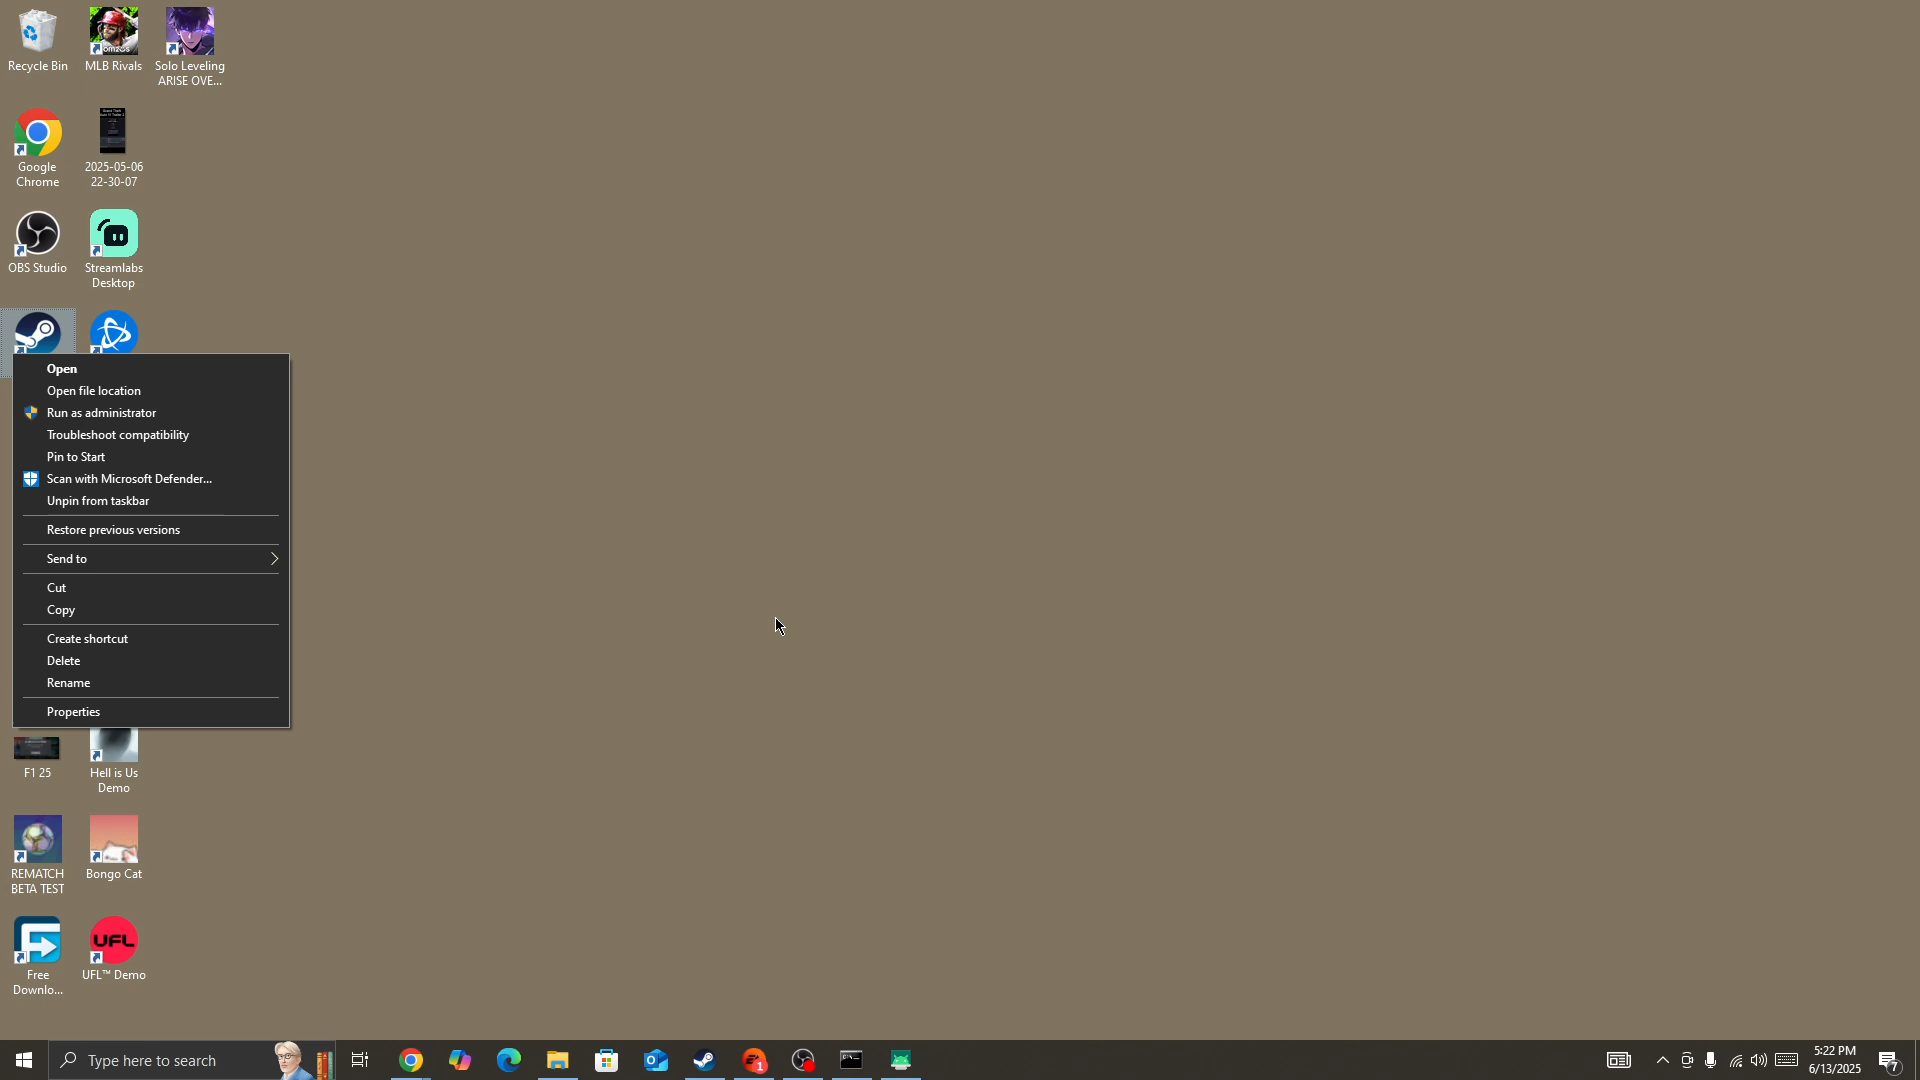 Recycle Bin
MLB Rivals
Solo Leveling
ARISE OVE...
Google
Chrome
2025-05-06
22-30-07
OBS Studio
Streamlabs
Desktop
Open
Open file location
Run as administrator
Troubleshoot compatibility
Pin to Start
Scan with Microsoft Defender...
Unpin from taskbar
Restore previous versions
Send to
Cut
Copy
Create shortcut
Delete
Rename
Properties
F1 25
Hell is Us
Demo
REMATCH
BETA TEST
Bongo Cat
UFL
Free
Downlo...
UFL™ Demo
Type here to search
1
5:22 PM
6/13/2025
7